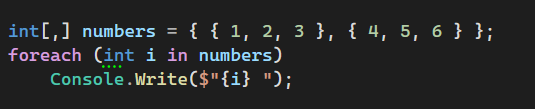 int[,] numbers = { { 1, 2, 3 }, { 4, 5, 6 } };
foreach (int i in numbers)
    Console.Write($"{i} ");